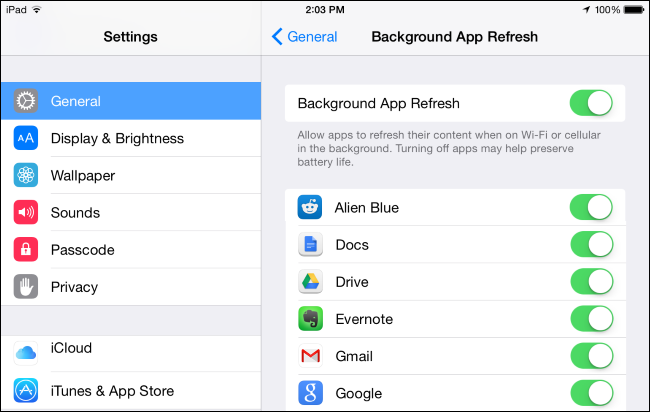 iPad
2:03 PM
100%
Settings
General
Background App Refresh
General
AA
Display & Brightness
Wallpaper
Sounds
Passcode
Privacy
iCloud
iTunes & App Store
Background App Refresh
Allow apps to refresh their content when on Wi-Fi or cellular
in the background. Turning off apps may help preserve
battery life.
Alien Blue
Docs
Drive
Evernote
Gmail
Google